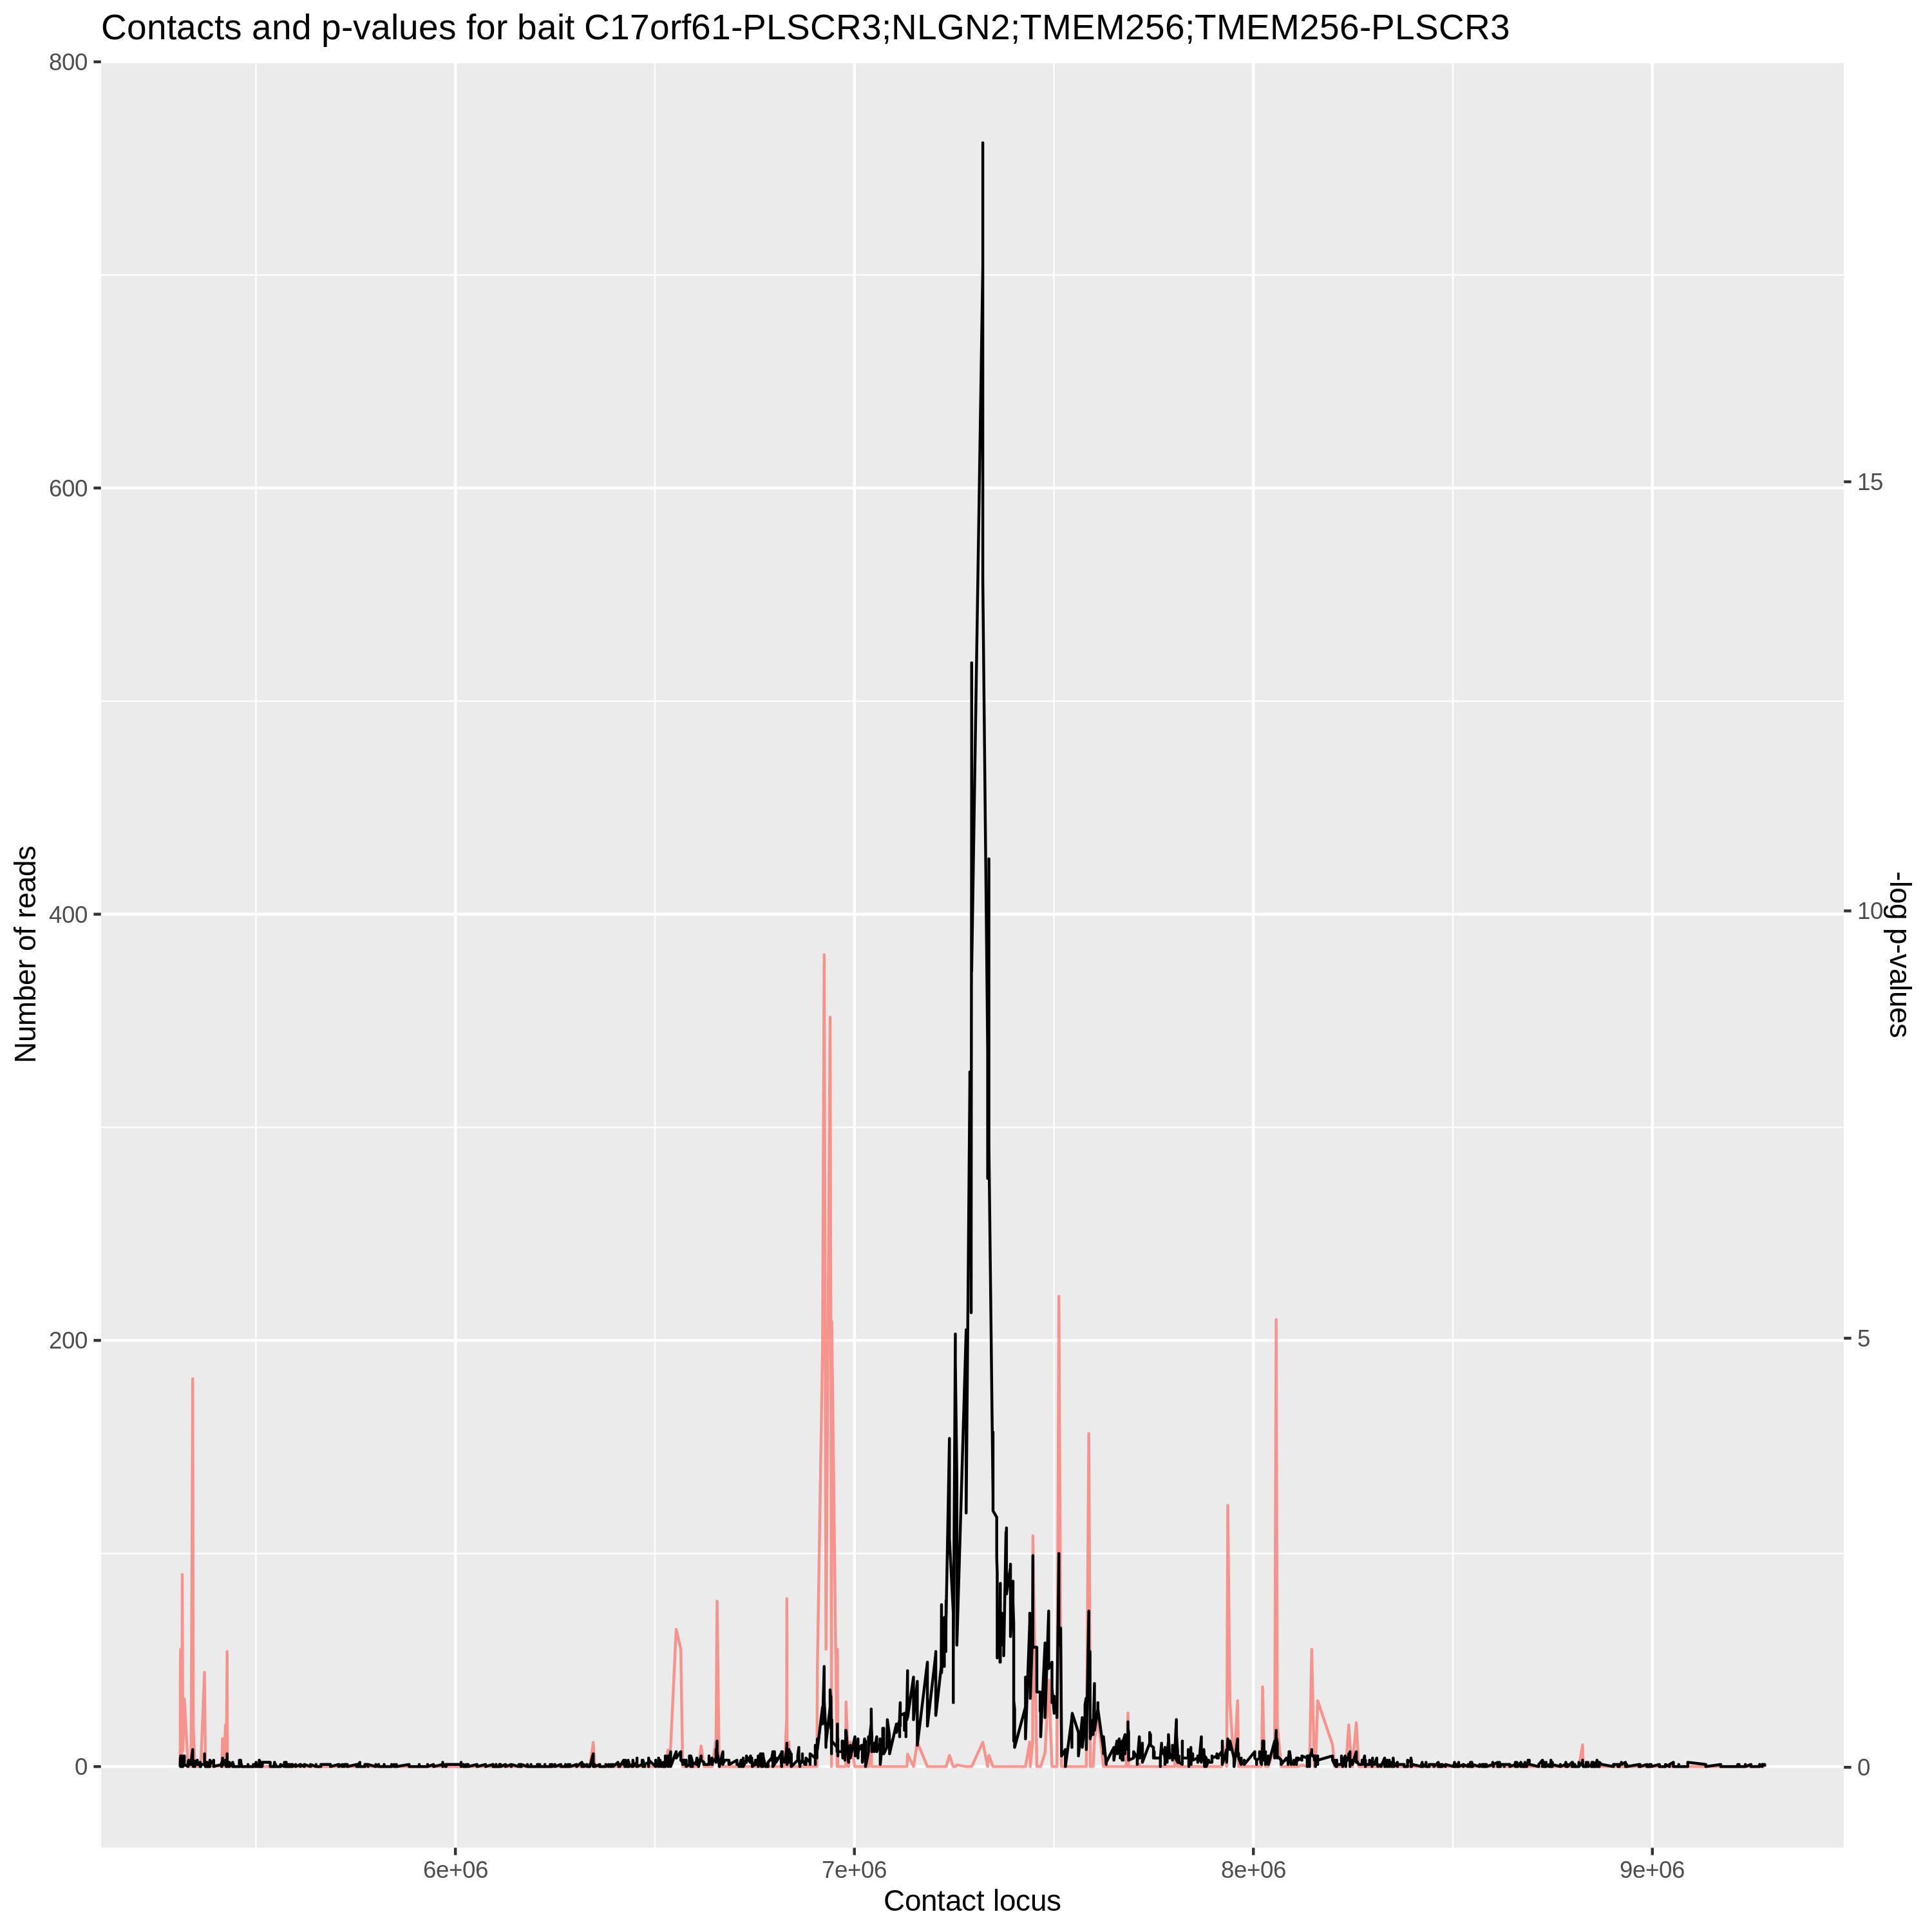 Contacts and p-values for bait C17orf61-PLSCR3;NLGN2;TMEM256;TMEM256-PLSCR3
800
600
400
200
0
Number of reads
15
10
5
0
-log p-values
6e+06
7e+06
8e+06
9e+06
Contact locus